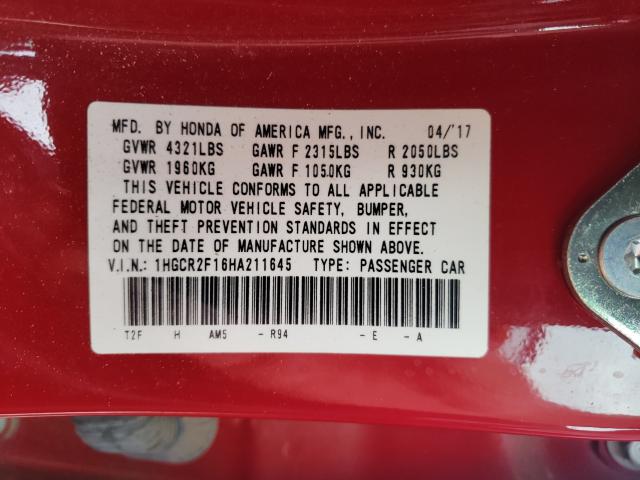 MFD. BY HONDA OF AMERICA MFG., INC. 04/'17
GVWR 4321LBS GAWR F 2315LBS R 2050LBS
GVWR 1960KG GAWR F 1050KG R 930KG
THIS VEHICLE CONFORMS TO ALL APPLICABLE
FEDERAL MOTOR VEHICLE SAFETY, BUMPER,
AND THEFT PREVENTION STANDARDS IN EFFECT
ON THE DATE OF MANUFACTURE SHOWN ABOVE.
V.I.N.: 1HGCR2F16HA211645 TYPE: PASSENGER CAR
T2F H AM5 - R94 - E - A